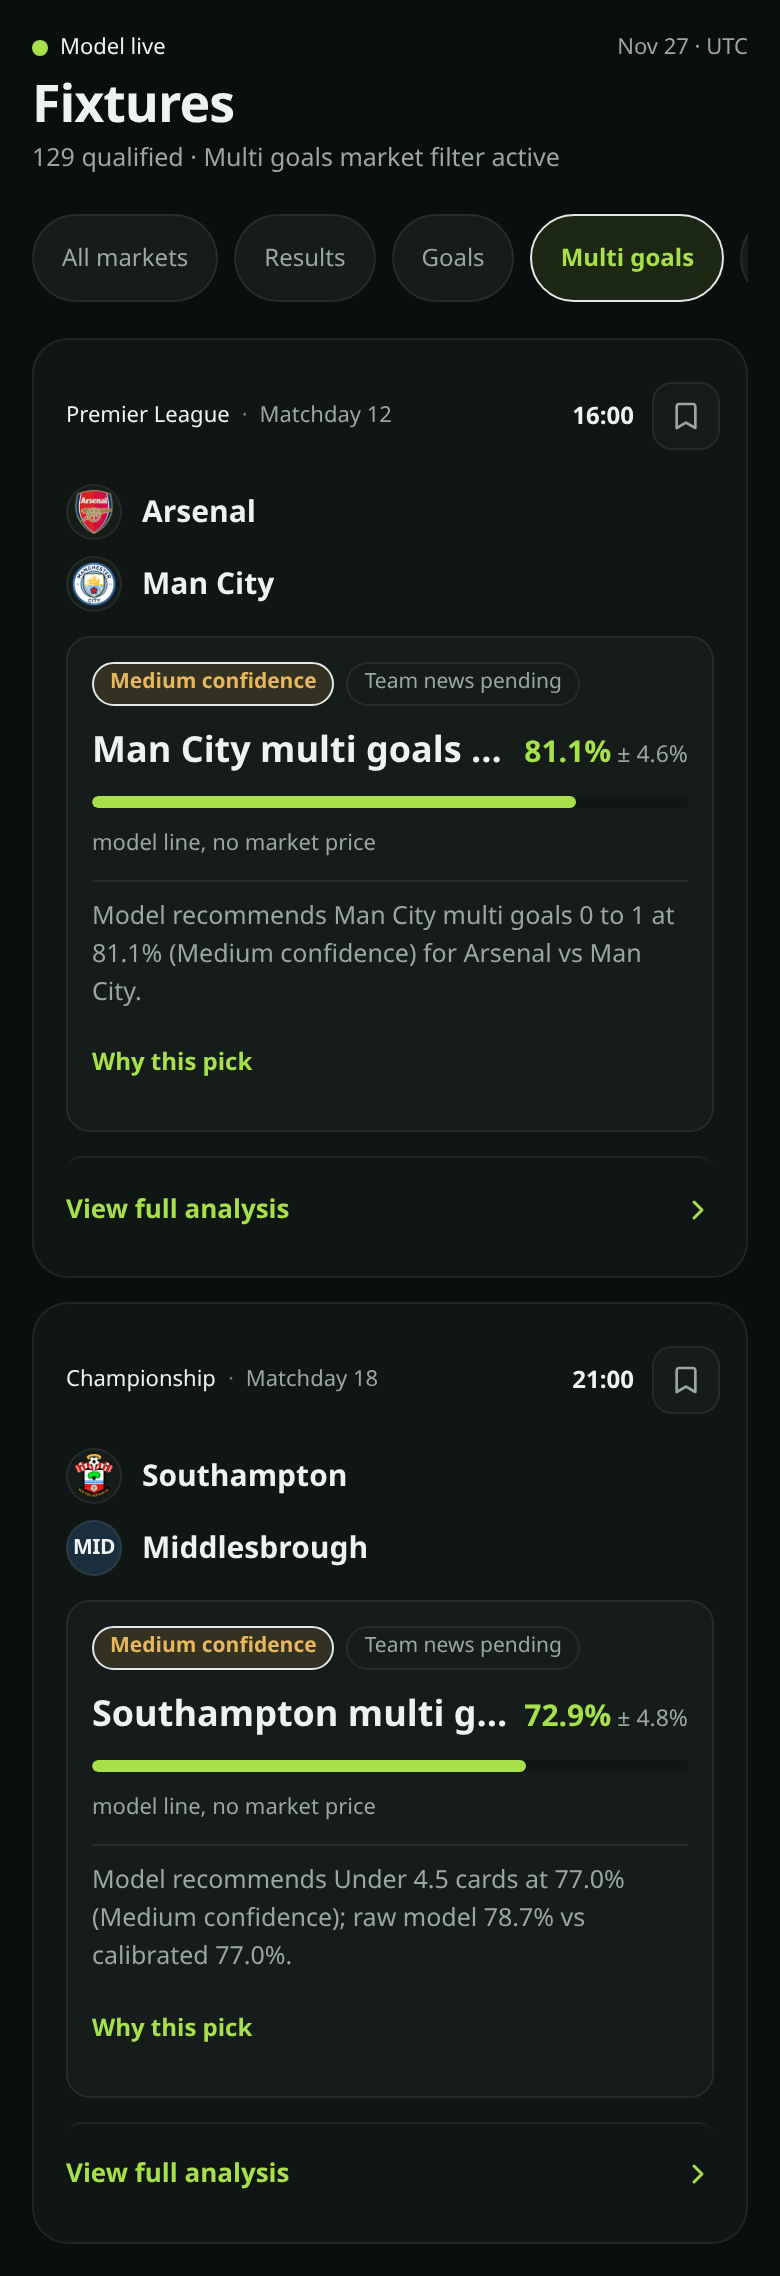 Model live
Nov 27 · UTC
Fixtures
129 qualified · Multi goals market filter active
All markets
Results
Goals
Multi goals
Premier League · Matchday 12
16:00
Arsenal
Arsenal
MANCHESTER
CITY
Man City
Medium confidence
Team news pending
Man City multi goals ...
81.1% ± 4.6%
model line, no market price
Model recommends Man City multi goals 0 to 1 at
81.1% (Medium confidence) for Arsenal vs Man
City.
Why this pick
View full analysis
Championship · Matchday 18
21:00
Southampton
MID
Middlesbrough
Medium confidence
Team news pending
Southampton multi g...
72.9% ± 4.8%
model line, no market price
Model recommends Under 4.5 cards at 77.0%
(Medium confidence); raw model 78.7% vs
calibrated 77.0%.
Why this pick
View full analysis